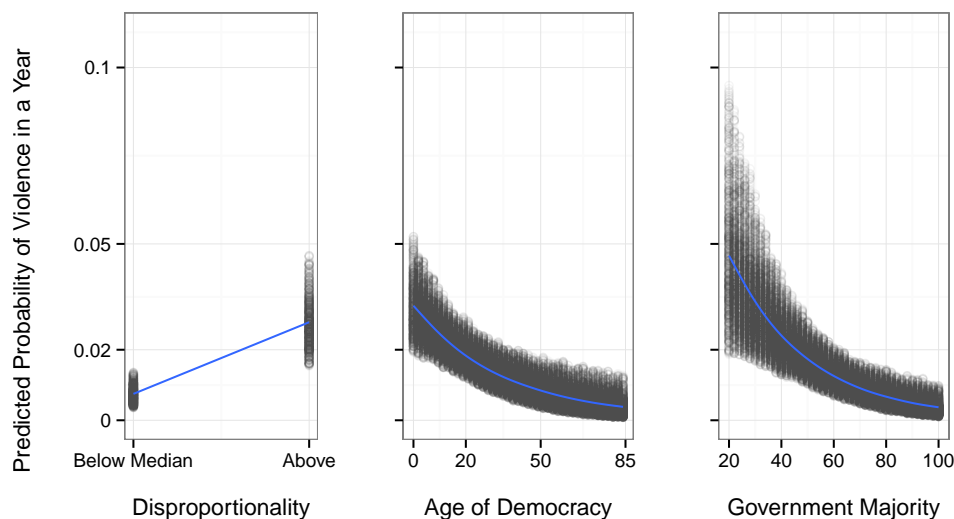 Predicted Probability of Violence in a Year
0.1
0.05
0.02
0
Below Median Above
Disproportionality
0 20 50 85
Age of Democracy
20 40 60 80 100
Government Majority